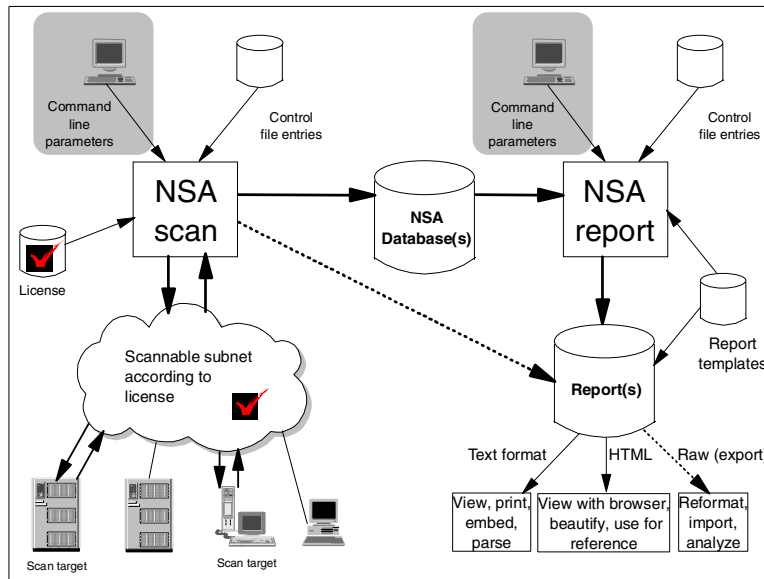 Command
line
parameters
Control
file entries
Command
line
parameters
Control
file entries
NSA
scan
NSA
Database(s)
NSA
report
License
Scannable subnet
according to
license
Report(s)
Report
templates
Text format
HTML
Raw (export)
View, print,
embed,
parse
View with browser,
beautify, use for
reference
Reformat,
import,
analyze
Scan target
Scan target